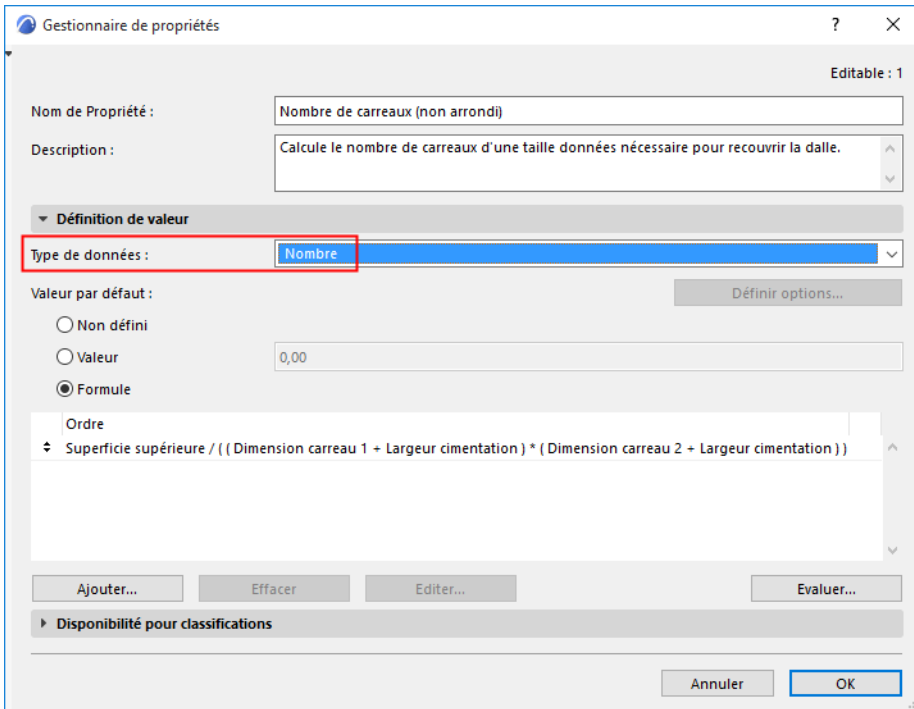 Gestionnaire de propriétés ? ×
Editable : 1
Nom de Propriété : Nombre de carreaux (non arrondi)
Description : Calcule le nombre de carreaux d'une taille données nécessaire pour recouvrir la dalle.
Définition de valeur
Type de données : Nombre
Valeur par défaut : Définir options...
Non défini
Valeur 0,00
Formule
Ordre
Superficie supérieure / ( ( Dimension carreau 1 + Largeur cimentation ) * ( Dimension carreau 2 + Largeur cimentation ) )
Ajouter... Effacer Editer... Evaluer...
Disponibilité pour classifications
Annuler OK